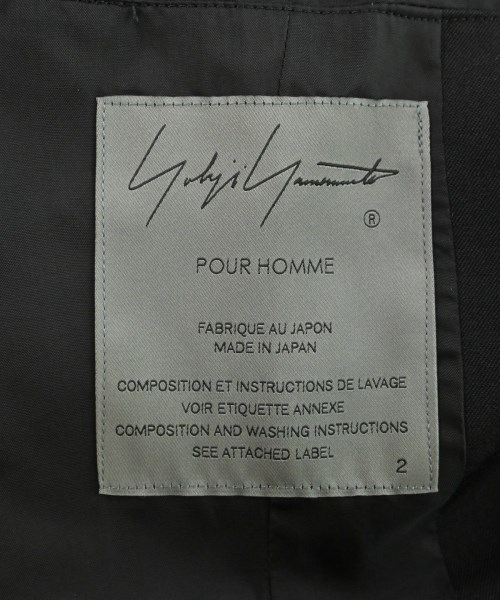 Yohji Yamamoto
®
POUR HOMME
FABRIQUE AU JAPON
MADE IN JAPAN
COMPOSITION ET INSTRUCTIONS DE LAVAGE
VOIR ETIQUETTE ANNEXE
COMPOSITION AND WASHING INSTRUCTIONS
SEE ATTACHED LABEL
2